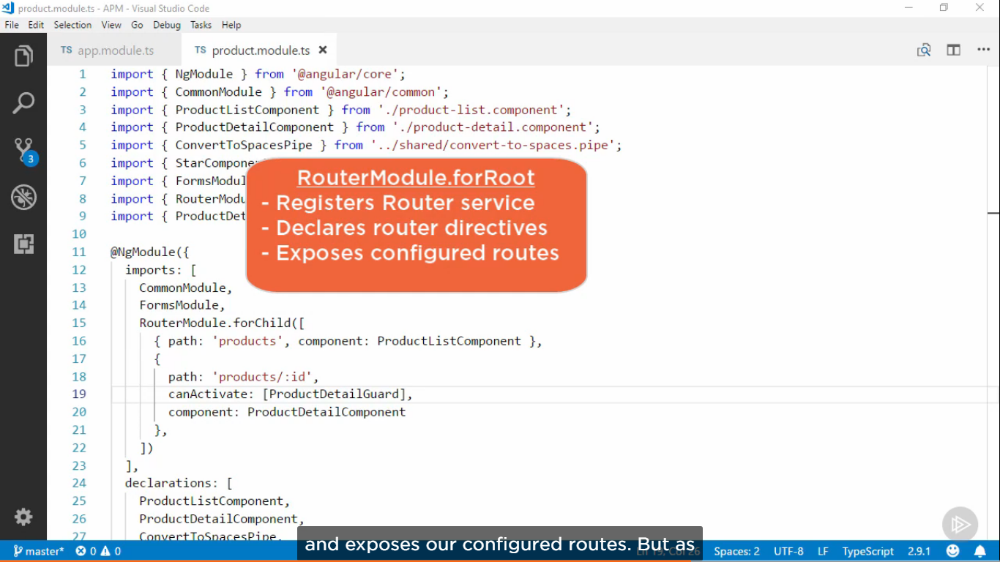 product.module.ts - APM - Visual Studio Code
File Edit Selection View Go Debug Tasks Help
TS app.module.ts TS product.module.ts
1 import { NgModule } from '@angular/core';
2 import { CommonModule } from '@angular/common';
3 import { ProductListComponent } from './product-list.component';
4 import { ProductDetailComponent } from './product-detail.component';
5 import { ConvertToSpacesPipe } from '../shared/convert-to-spaces.pipe';
6 import { StarCompone
7 import { FormsModul
8 import { RouterModu
9 import { ProductDet
RouterModule.forRoot
- Registers Router service
- Declares router directives
- Exposes configured routes
10
11 @NgModule({
12 imports: [
13 CommonModule,
14 FormsModule,
15 RouterModule.forChild([
16 { path: 'products', component: ProductListComponent },
17 {
18 path: 'products/:id',
19 canActivate: [ProductDetailGuard],
20 component: ProductDetailComponent
21 },
22 ])
23 ],
24 declarations: [
25 ProductListComponent,
26 ProductDetailComponent,
27 ConvertToSpacesPipe,
3
and exposes our configured routes. But as
master* 0 0 Ln 19, Col 26 Spaces: 2 UTF-8 LF TypeScript 2.9.1